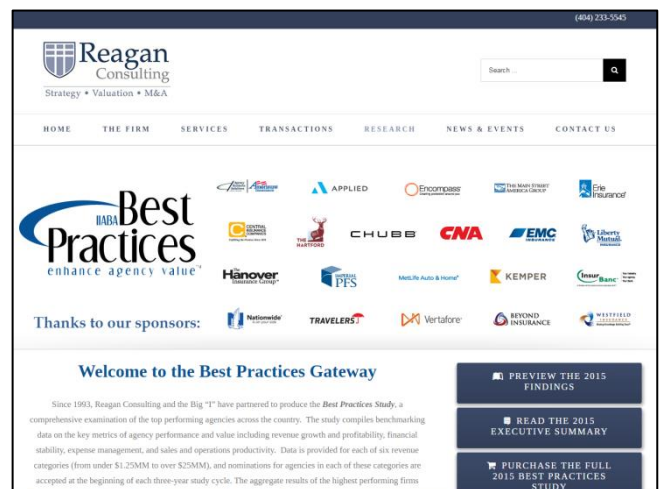 (404) 233-5545
Reagan
Consulting
Strategy • Valuation • M&A
Search ...
HOME THE FIRM SERVICES TRANSACTIONS RESEARCH NEWS & EVENTS CONTACT US
IIABA Best
Practices
enhance agency value
Thanks to our sponsors:
APPLIED
Encompass
THE MAIN STREET
AMERICA GROUP
Erie
Insurance
CENTRAL
INSURANCE
COMPANIES
THE
HARTFORD
CHUBB
CNA
EMC
INSURANCE
Liberty
Mutual.
INSURANCE
The
Hanover
Insurance Group
IMPERIAL
PFS
MetLife Auto & Home
KEMPER
InsurBanc
Nationwide
TRAVELERS
Vertafore
BEYOND
INSURANCE
WESTFIELD
INSURANCE
Welcome to the Best Practices Gateway
Since 1993, Reagan Consulting and the Big “I” have partnered to produce the Best Practices Study, a
comprehensive examination of the top performing agencies across the country. The study compiles benchmarking
data on the key metrics of agency performance and value including revenue growth and profitability, financial
stability, expense management, and sales and operations productivity. Data is provided for each of six revenue
categories (from under $1.25MM to over $25MM), and nominations for agencies in each of these categories are
accepted at the beginning of each three-year study cycle. The aggregate results of the highest performing firms
PREVIEW THE 2015
FINDINGS
READ THE 2015
EXECUTIVE SUMMARY
PURCHASE THE FULL
2015 BEST PRACTICES
STUDY